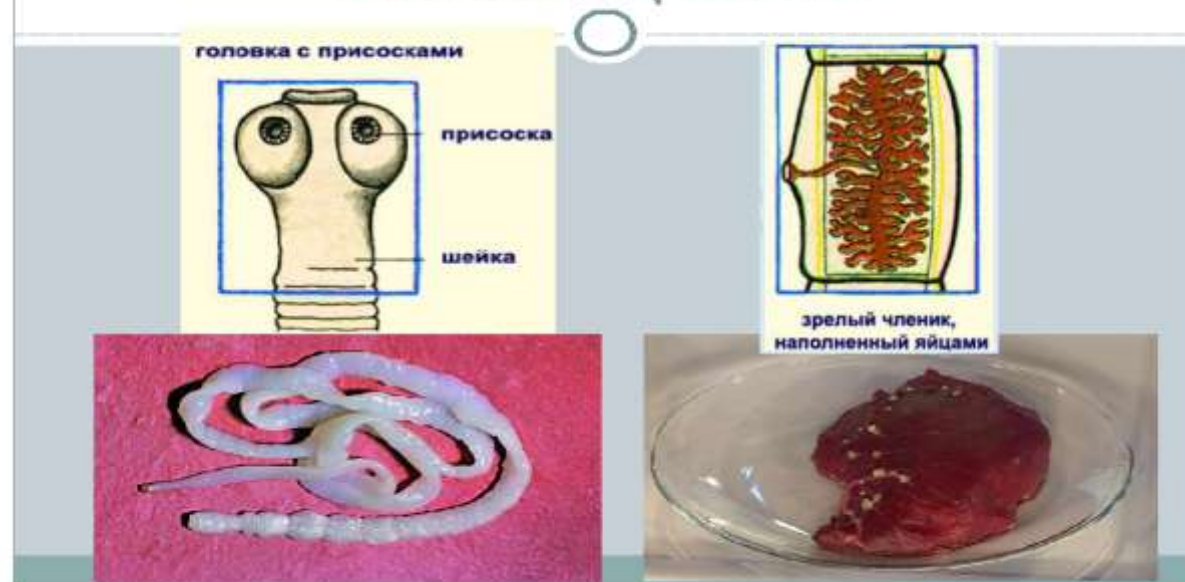 головка с присосками
присоска
шейка
зрелый членик,
наполненный яйцами